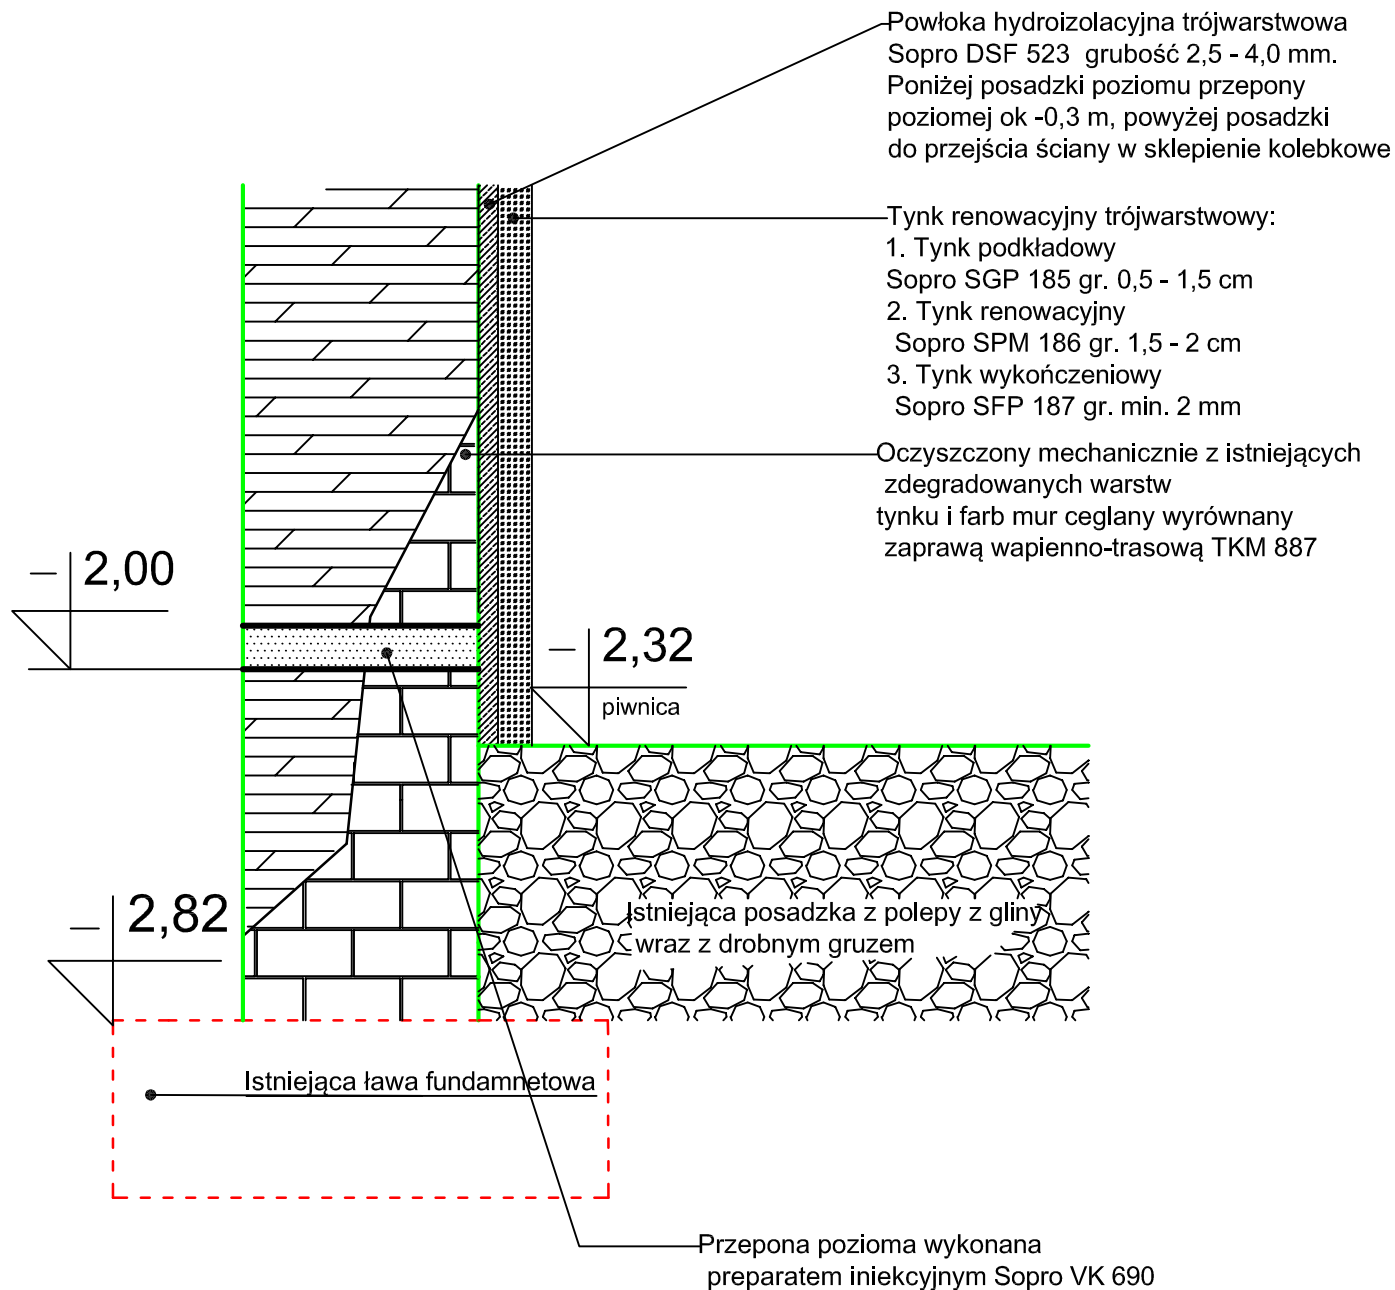 Powłoka hydroizolacyjna trójwarstwowa
Sopro DSF 523 grubość 2,5 - 4,0 mm.
Poniżej posadzki poziomu przepony
poziomej ok -0,3 m, powyżej posadzki
do przejścia ściany w sklepienie kolebkowe
Tynk renowacyjny trójwarstwowy:
1. Tynk podkładowy
Sopro SGP 185 gr. 0,5 - 1,5 cm
2. Tynk renowacyjny
Sopro SPM 186 gr. 1,5 - 2 cm
3. Tynk wykończeniowy
Sopro SFP 187 gr. min. 2 mm
Oczyszczony mechanicznie z istniejących
zdegradowanych warstw
tynku i farb mur ceglany wyrównany
zaprawą wapienno-trasową TKM 887
– 2,00
– 2,32
piwnica
– 2,82
Istniejąca posadzka z polepy z gliny
wraz z drobnym gruzem
Istniejąca ława fundamnetowa
Przepona pozioma wykonana
preparatem iniekcyjnym Sopro VK 690